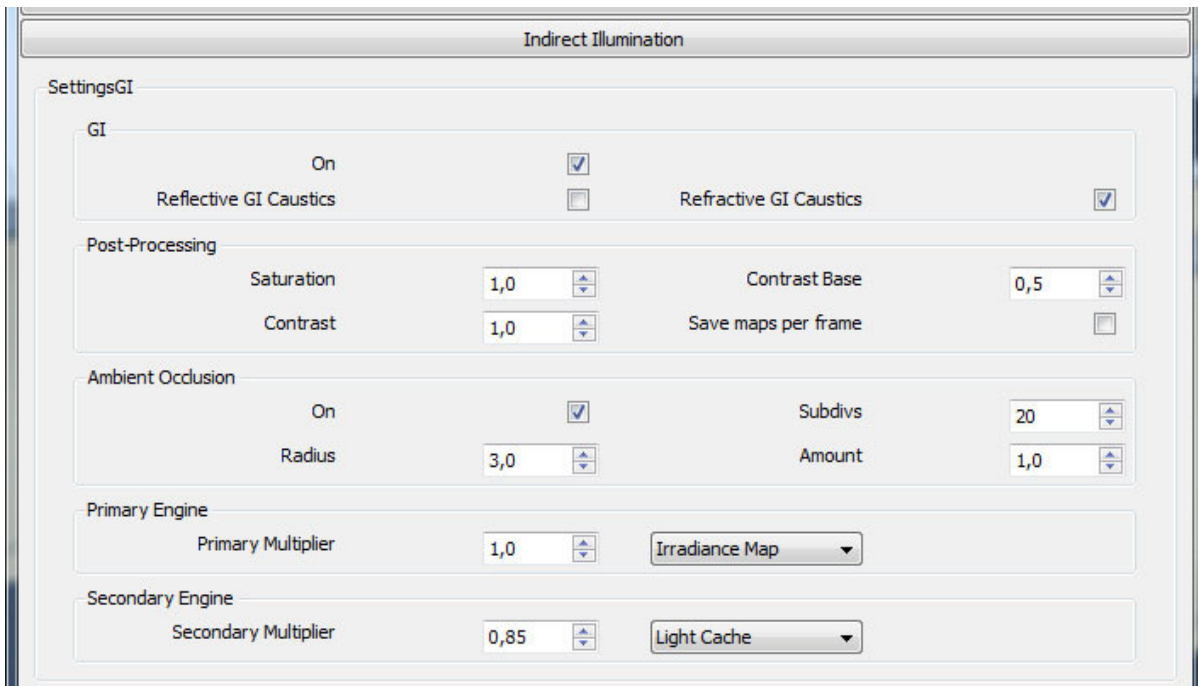 Indirect Illumination
SettingsGI
GI
On
Reflective GI Caustics Refractive GI Caustics
Post-Processing
Saturation 1,0 Contrast Base 0,5
Contrast 1,0 Save maps per frame
Ambient Occlusion
On Subdivs 20
Radius 3,0 Amount 1,0
Primary Engine
Primary Multiplier 1,0 Irradiance Map
Secondary Engine
Secondary Multiplier 0,85 Light Cache